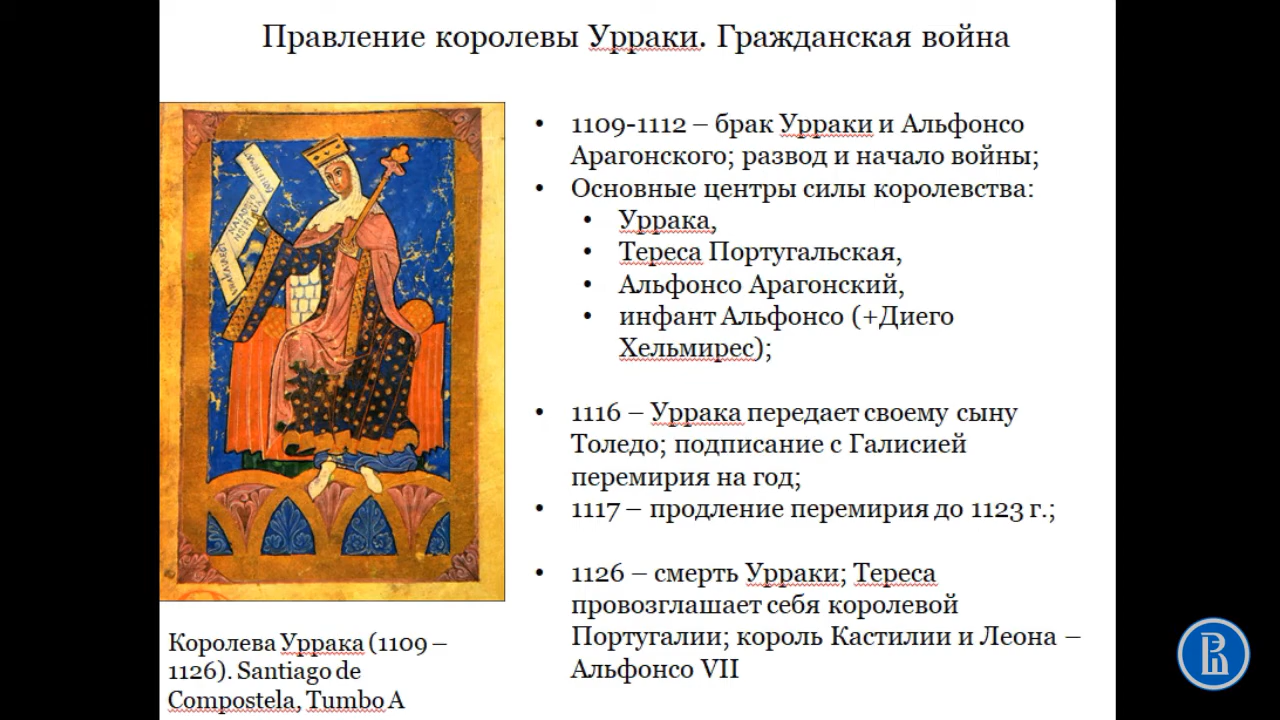 Правление королевы Урраки. Гражданская война
• 1109-1112 – брак Урраки и Альфонсо
Арагонского; развод и начало войны;
• Основные центры силы королевства:
• Уррака,
• Тереса Португальская,
• Альфонсо Арагонский,
• инфант Альфонсо (+Диего
Хельмирес);
• 1116 – Уррака передает своему сыну
Толедо; подписание с Галисией
перемирия на год;
• 1117 – продление перемирия до 1123 г.;
• 1126 – смерть Урраки; Тереса
провозглашает себя королевой
Португалии; король Кастилии и Леона –
Альфонсо VII
Королева Уррака (1109 –
1126). Santiago de
Compostela, Tumbo A